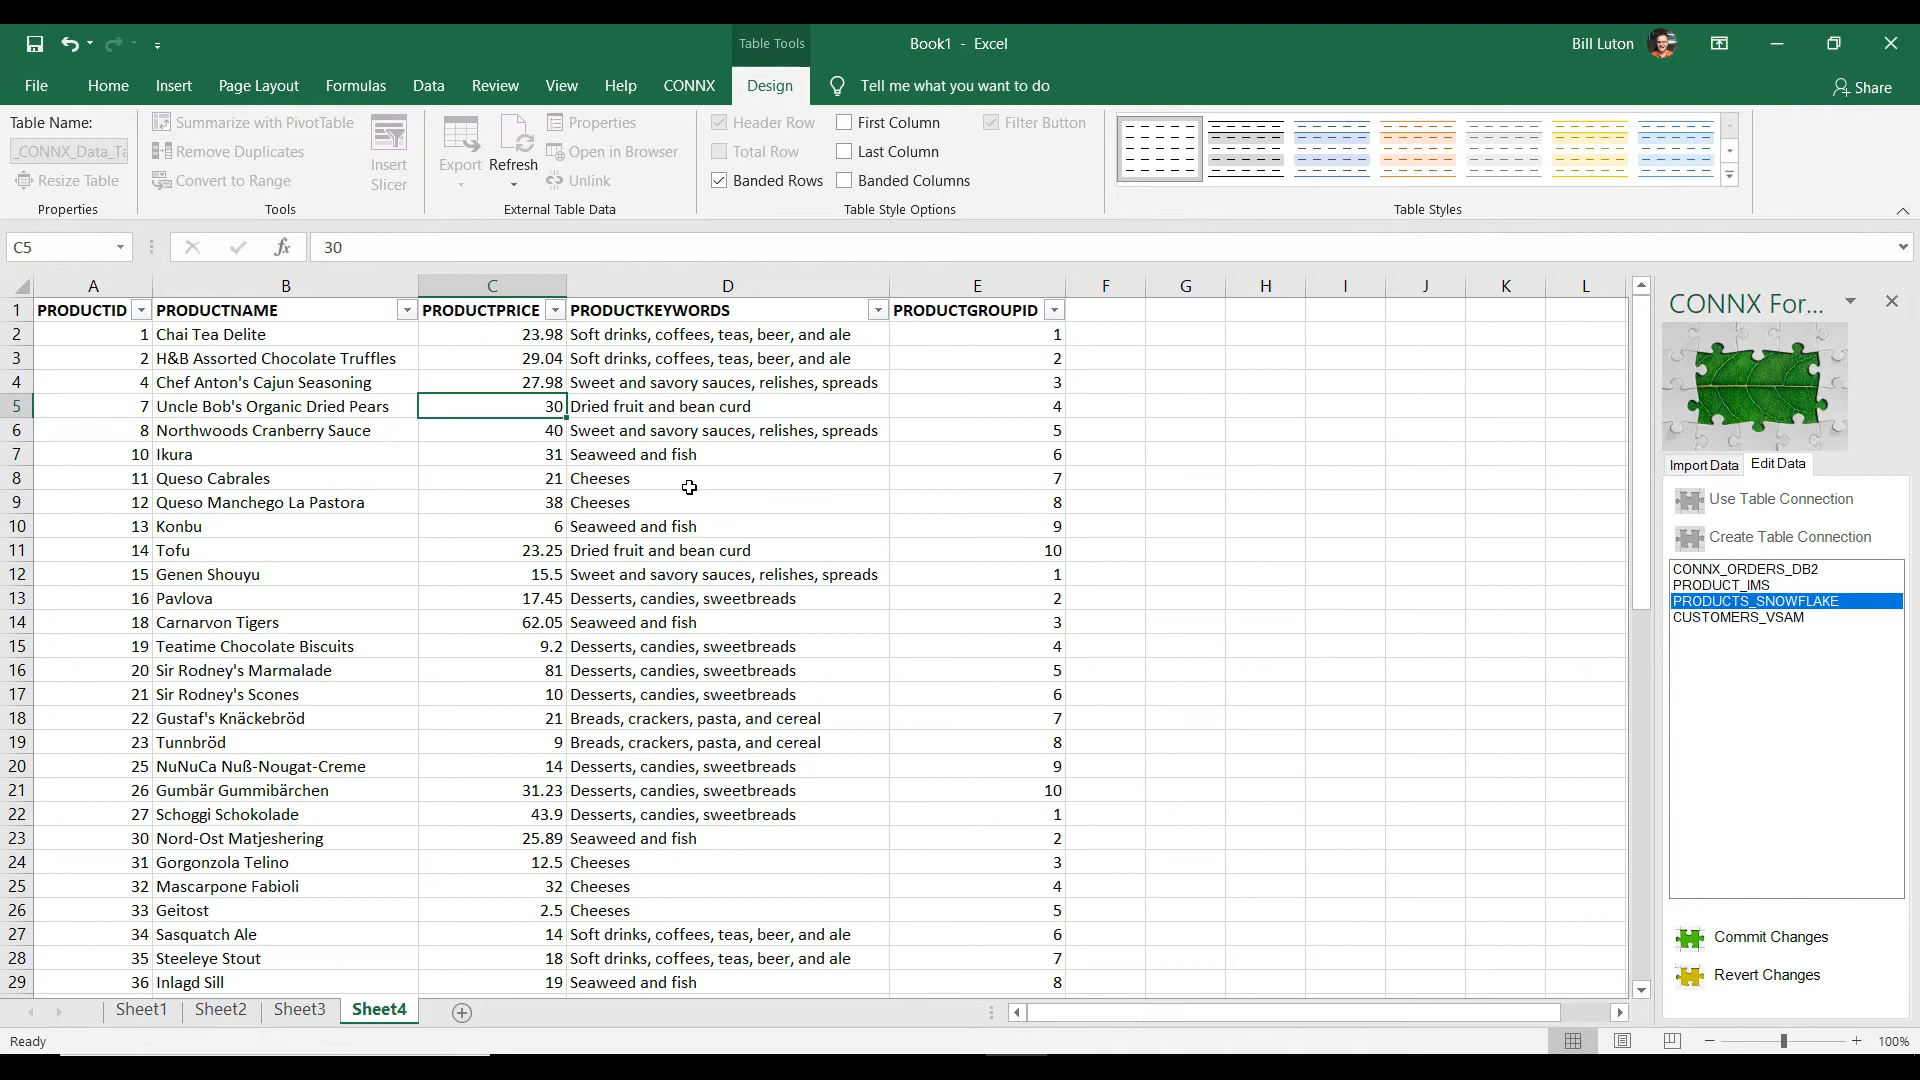 Table Tools
Book1 - Excel
Bill Luton
File Home Insert Page Layout Formulas Data Review View Help CONNX Design Tell me what you want to do Share
Table Name:
_CONNX_Data_Ta
Resize Table
Properties
Summarize with PivotTable
Remove Duplicates
Convert to Range
Insert
Slicer
Tools
Export
Refresh
Properties
Open in Browser
Unlink
External Table Data
Header Row
Total Row
Banded Rows
First Column
Last Column
Banded Columns
Filter Button
Table Style Options
Table Styles
C5
fx
30
A B C D E F G H I J K L
1 PRODUCTID PRODUCTNAME PRODUCTPRICE PRODUCTKEYWORDS PRODUCTGROUPID
2 1 Chai Tea Delite 23.98 Soft drinks, coffees, teas, beer, and ale 1
3 2 H&B Assorted Chocolate Truffles 29.04 Soft drinks, coffees, teas, beer, and ale 2
4 4 Chef Anton's Cajun Seasoning 27.98 Sweet and savory sauces, relishes, spreads 3
5 7 Uncle Bob's Organic Dried Pears 30 Dried fruit and bean curd 4
6 8 Northwoods Cranberry Sauce 40 Sweet and savory sauces, relishes, spreads 5
7 10 Ikura 31 Seaweed and fish 6
8 11 Queso Cabrales 21 Cheeses 7
9 12 Queso Manchego La Pastora 38 Cheeses 8
10 13 Konbu 6 Seaweed and fish 9
11 14 Tofu 23.25 Dried fruit and bean curd 10
12 15 Genen Shouyu 15.5 Sweet and savory sauces, relishes, spreads 1
13 16 Pavlova 17.45 Desserts, candies, sweetbreads 2
14 18 Carnarvon Tigers 62.05 Seaweed and fish 3
15 19 Teatime Chocolate Biscuits 9.2 Desserts, candies, sweetbreads 4
16 20 Sir Rodney's Marmalade 81 Desserts, candies, sweetbreads 5
17 21 Sir Rodney's Scones 10 Desserts, candies, sweetbreads 6
18 22 Gustaf's Knäckebröd 21 Breads, crackers, pasta, and cereal 7
19 23 Tunnbröd 9 Breads, crackers, pasta, and cereal 8
20 25 NuNuCa Nuß-Nougat-Creme 14 Desserts, candies, sweetbreads 9
21 26 Gumbär Gummibärchen 31.23 Desserts, candies, sweetbreads 10
22 27 Schoggi Schokolade 43.9 Desserts, candies, sweetbreads 1
23 30 Nord-Ost Matjeshering 25.89 Seaweed and fish 2
24 31 Gorgonzola Telino 12.5 Cheeses 3
25 32 Mascarpone Fabioli 32 Cheeses 4
26 33 Geitost 2.5 Cheeses 5
27 34 Sasquatch Ale 14 Soft drinks, coffees, teas, beer, and ale 6
28 35 Steeleye Stout 18 Soft drinks, coffees, teas, beer, and ale 7
29 36 Inlagd Sill 19 Seaweed and fish 8
CONNX For...
Import Data Edit Data
Use Table Connection
Create Table Connection
CONNX_ORDERS_DB2
PRODUCT_IMS
PRODUCTS_SNOWFLAKE
CUSTOMERS_VSAM
Commit Changes
Revert Changes
Sheet1 Sheet2 Sheet3 Sheet4
Ready
100%